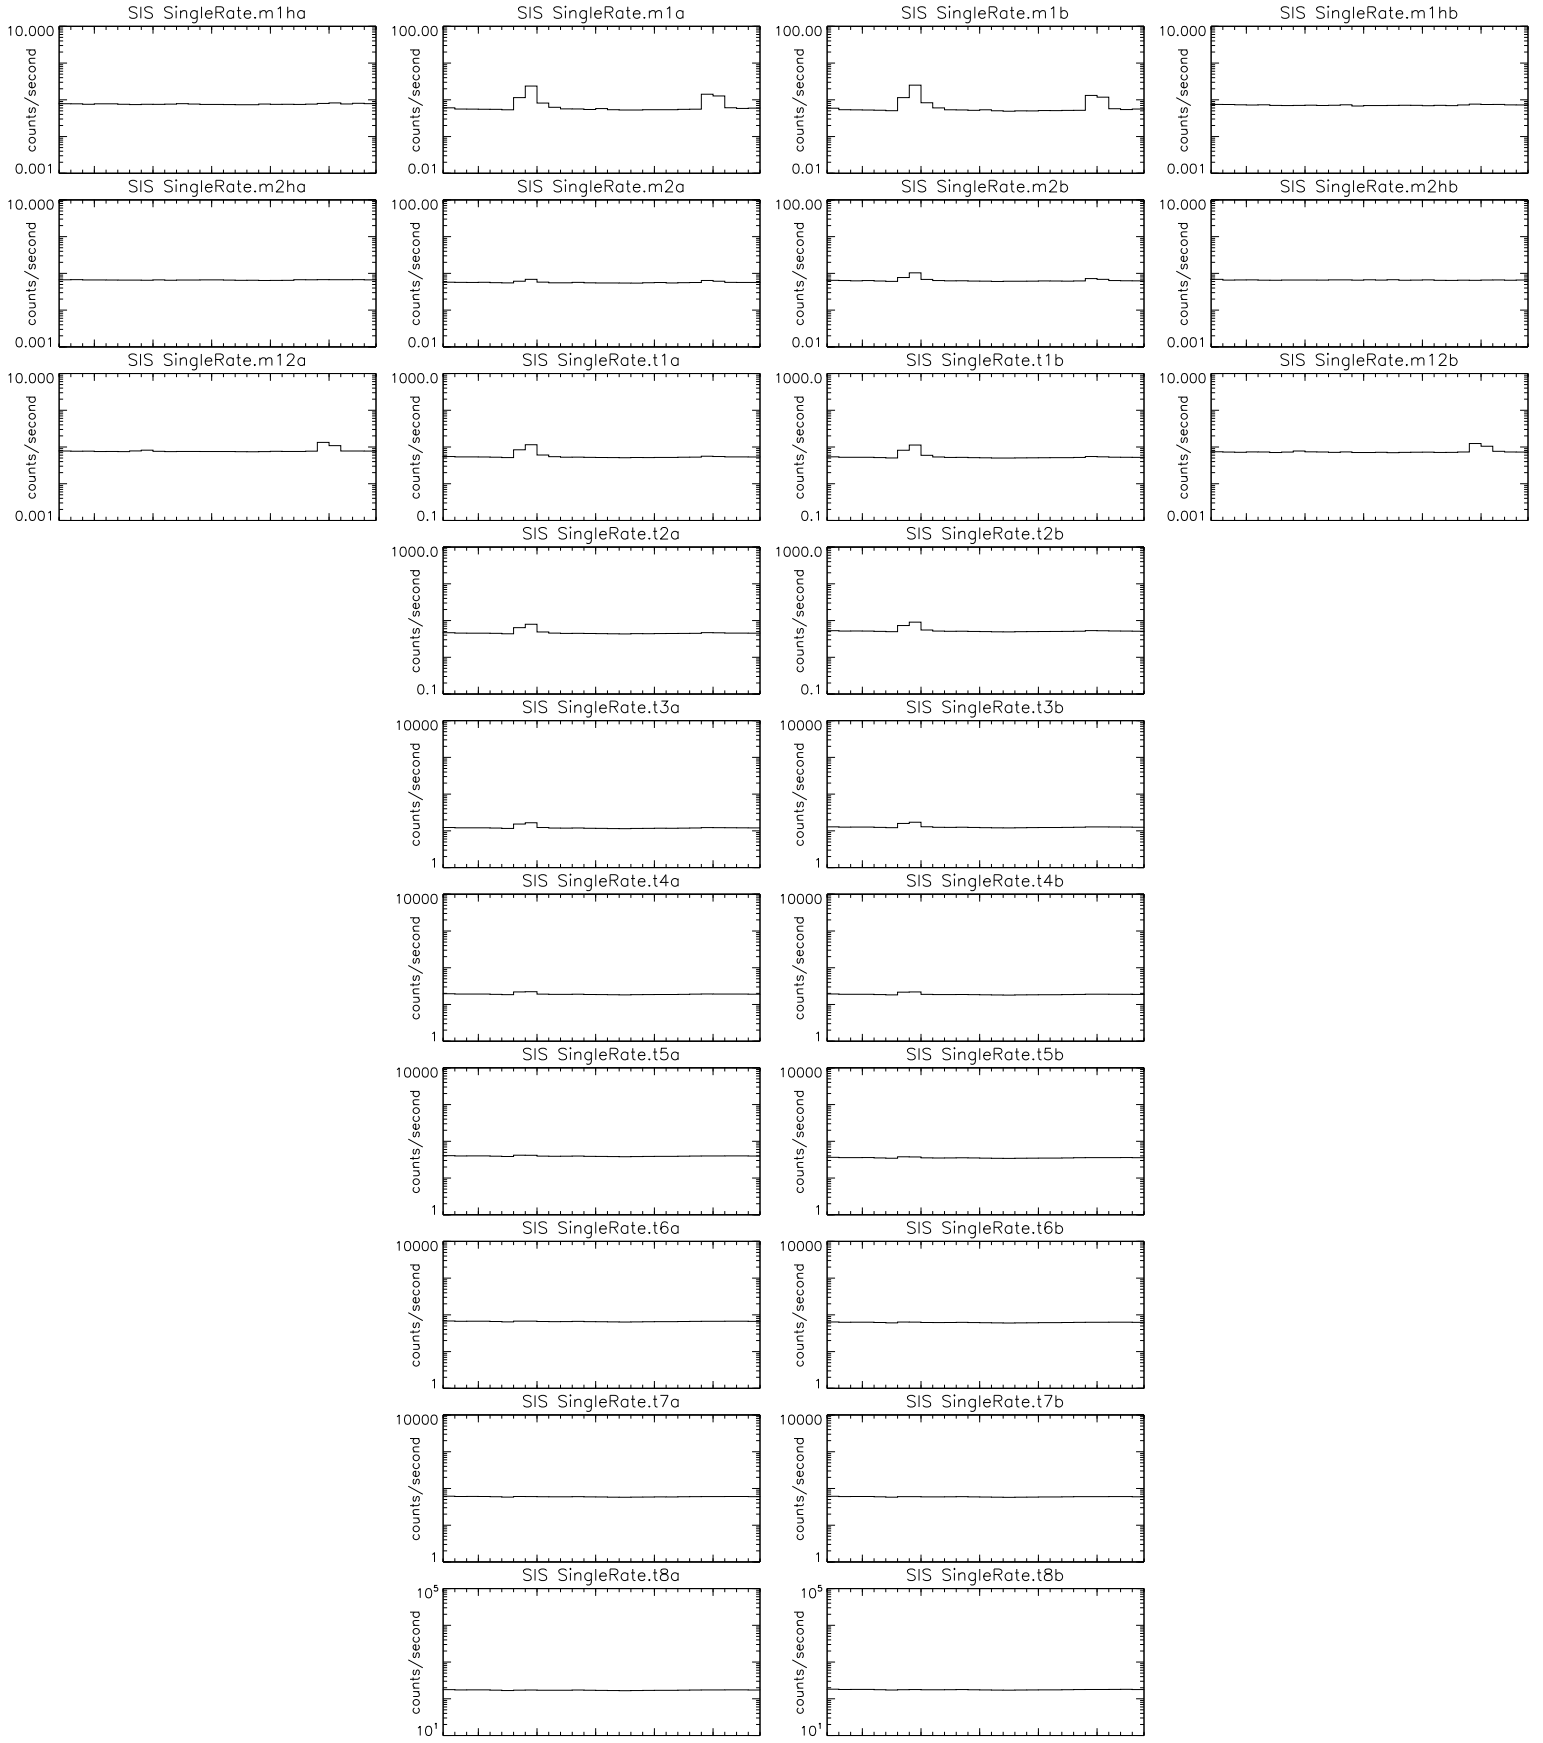 SIS SingleRate.m1ha
10.000
counts/second
0.001
SIS SingleRate.m1a
100.00
counts/second
0.01
SIS SingleRate.m1b
100.00
counts/second
0.01
SIS SingleRate.m1hb
10.000
counts/second
0.001
SIS SingleRate.m2ha
10.000
counts/second
0.001
SIS SingleRate.m2a
100.00
counts/second
0.01
SIS SingleRate.m2b
100.00
counts/second
0.01
SIS SingleRate.m2hb
10.000
counts/second
0.001
SIS SingleRate.m12a
10.000
counts/second
0.001
SIS SingleRate.t1a
1000.0
counts/second
0.1
SIS SingleRate.t1b
1000.0
counts/second
0.1
SIS SingleRate.m12b
10.000
counts/second
0.001
SIS SingleRate.t2a
1000.0
counts/second
0.1
SIS SingleRate.t2b
1000.0
counts/second
0.1
SIS SingleRate.t3a
10000
counts/second
1
SIS SingleRate.t3b
10000
counts/second
1
SIS SingleRate.t4a
10000
counts/second
1
SIS SingleRate.t4b
10000
counts/second
1
SIS SingleRate.t5a
10000
counts/second
1
SIS SingleRate.t5b
10000
counts/second
1
SIS SingleRate.t6a
10000
counts/second
1
SIS SingleRate.t6b
10000
counts/second
1
SIS SingleRate.t7a
10000
counts/second
1
SIS SingleRate.t7b
10000
counts/second
1
SIS SingleRate.t8a
10⁵
counts/second
10¹
SIS SingleRate.t8b
10⁵
counts/second
10¹